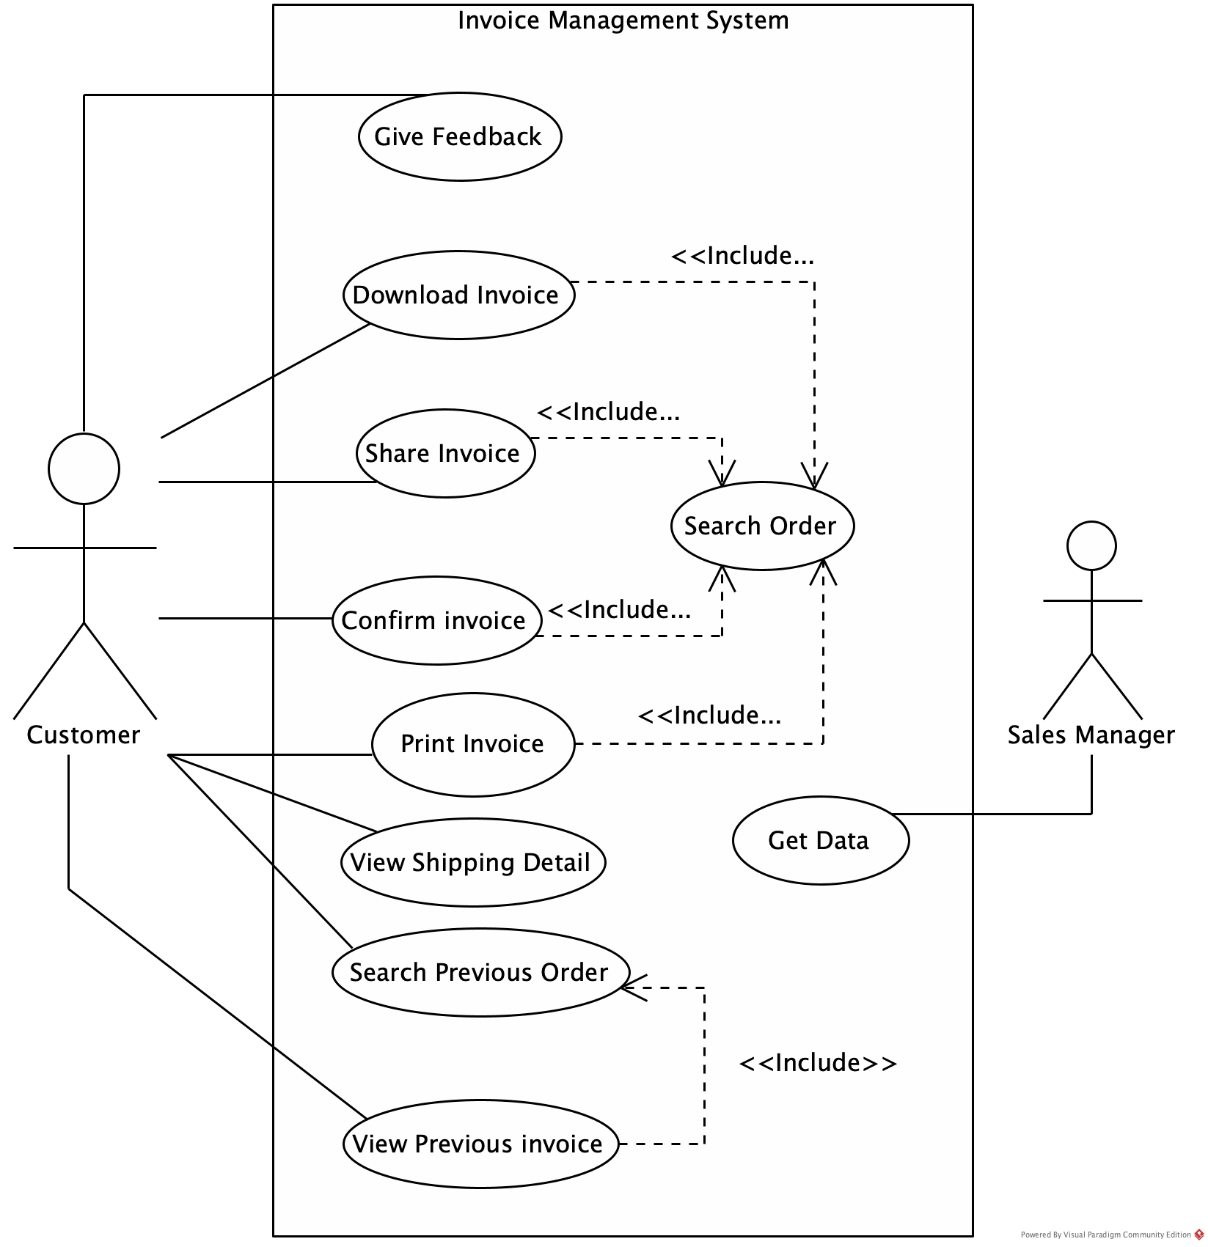 Invoice Management System
Give Feedback
<<Include...
Download Invoice
<<Include...
Share Invoice
Search Order
<<Include...
Confirm invoice
<<Include...
Print Invoice
Customer
Sales Manager
Get Data
View Shipping Detail
Search Previous Order
<<Include>>
View Previous invoice
Powered By Visual Paradigm Community Edition